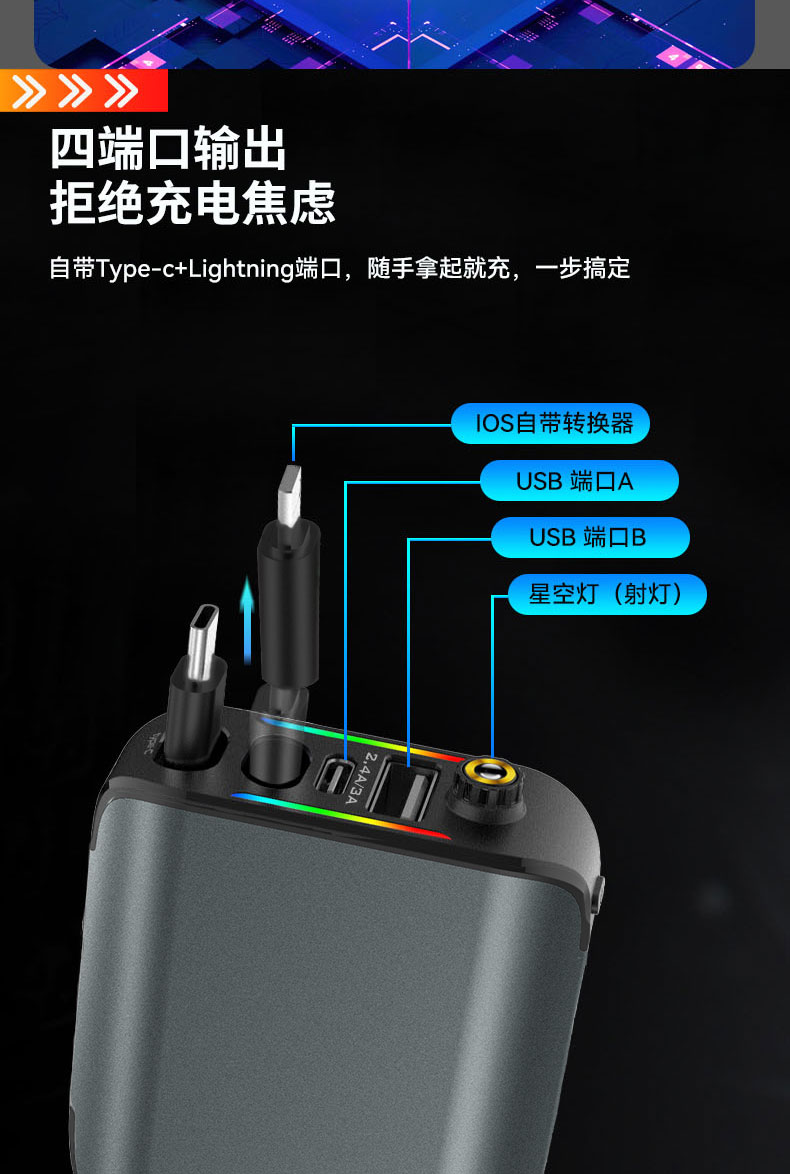 四端口输出
拒绝充电焦虑
自带Type-c+Lightning端口，随手拿起就充，一步搞定
IOS自带转换器
USB 端口A
USB 端口B
星空灯（射灯）
Type-C
2.4A/3A